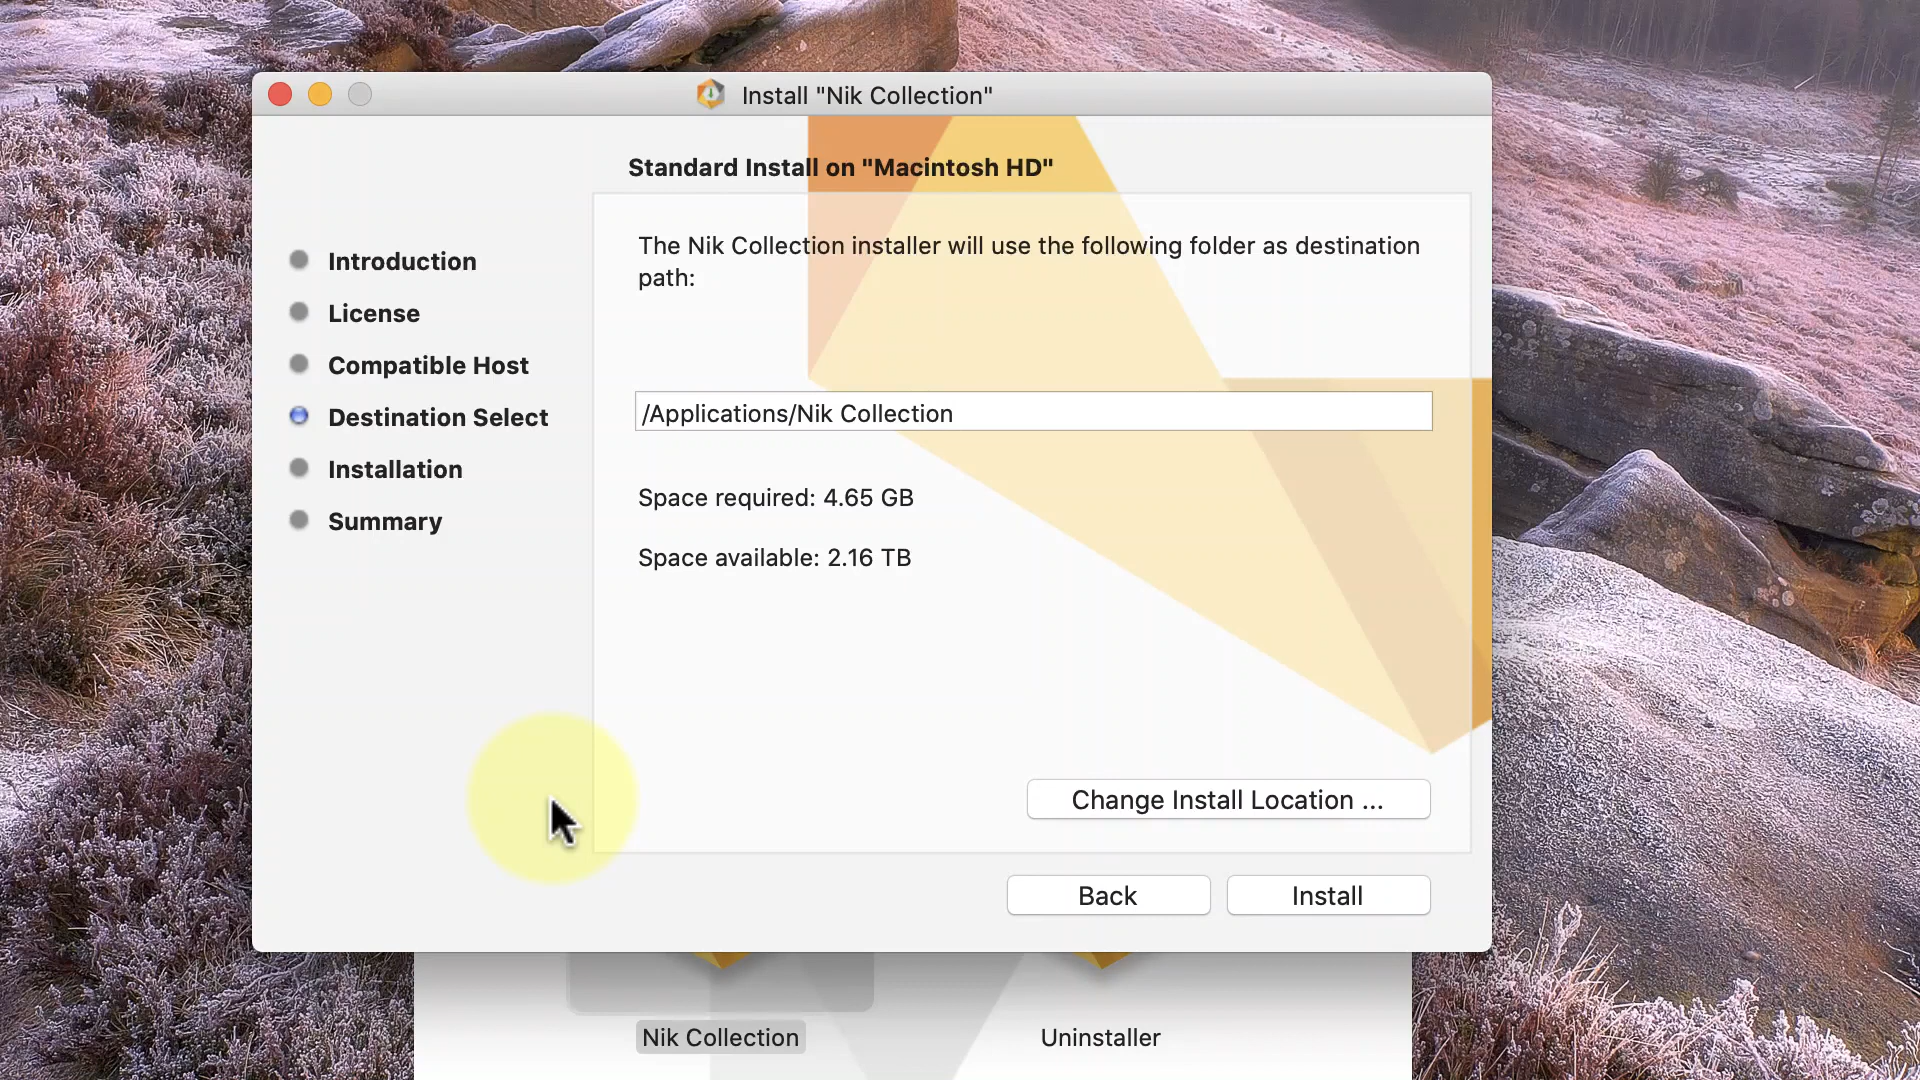 Install "Nik Collection"
Standard Install on "Macintosh HD"
Introduction
License
Compatible Host
Destination Select
Installation
Summary
The Nik Collection installer will use the following folder as destination
path:
/Applications/Nik Collection
Space required: 4.65 GB
Space available: 2.16 TB
Change Install Location ...
Back
Install
Nik Collection
Uninstaller